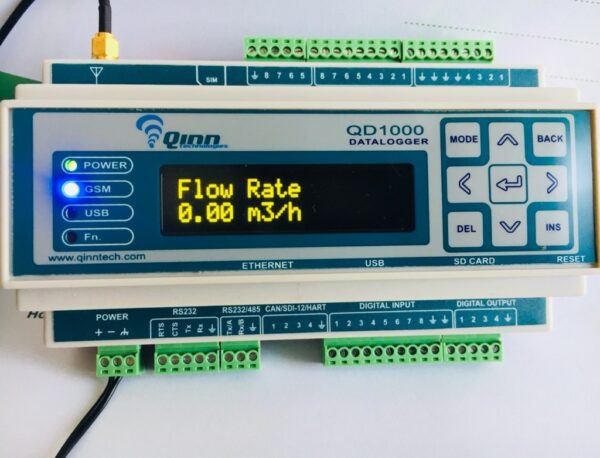 SIM
⏚ 8 7 6 5
8 7 6 5 4 3 2 1
⏚ ⏚ ⏚ ⏚ 4 3 2 1
Qinn
technologies
QD1000
DATALOGGER
POWER
GSM
USB
Fn.
www.qinntech.com
Flow Rate
0.00 m3/h
MODE
BACK
DEL
INS
ETHERNET
USB
SD CARD
RESET
POWER
+ −
RS232
RTS CTS Tx Rx ⏚
RS232/485
Tx/A Rx/B ⏚
CAN/SDI-12/HART
1 2 3 4
DIGITAL INPUT
1 2 3 4 5 6 7 8 ⏚ ⏚
DIGITAL OUTPUT
1 2 3 4 ⏚